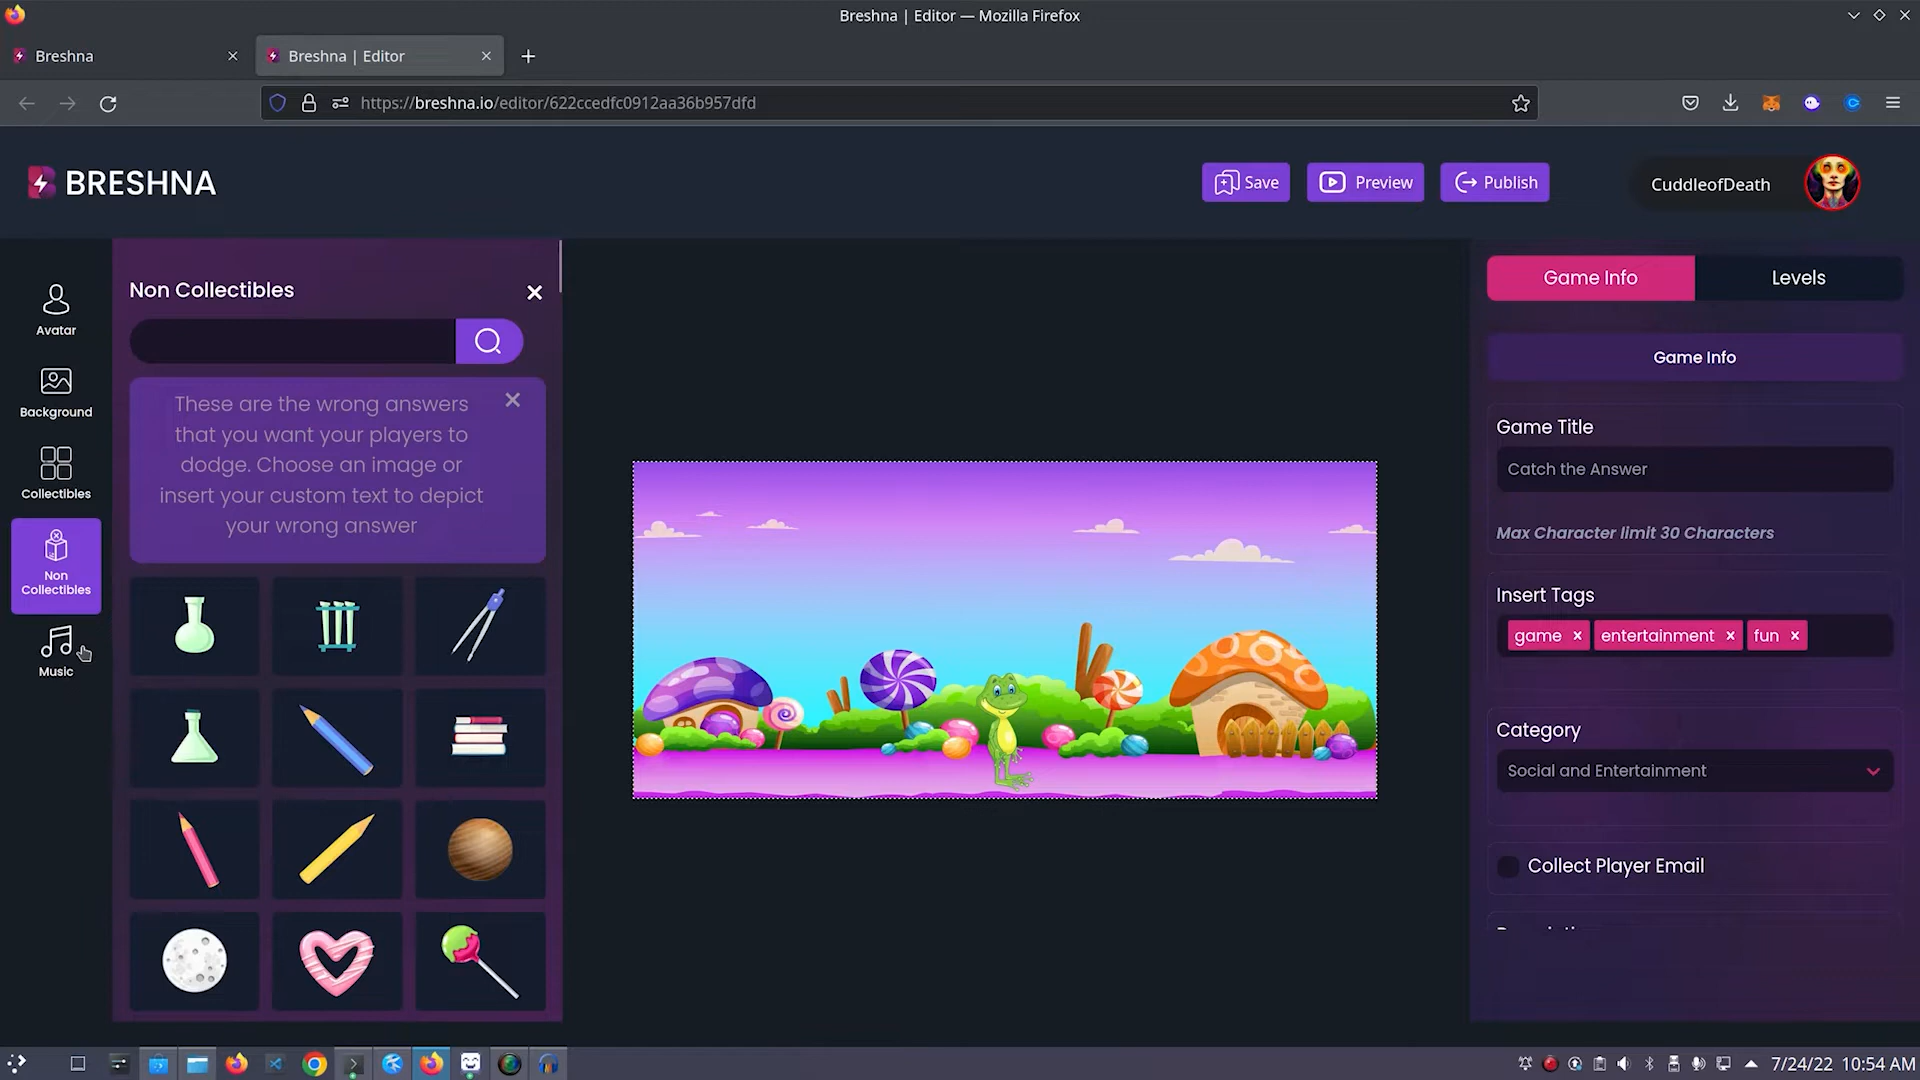 Breshna | Editor — Mozilla Firefox
Breshna
Breshna | Editor
https://breshna.io/editor/622ccedfc0912aa36b957dfd
BRESHNA
Save
Preview
Publish
CuddleofDeath
Avatar
Background
Collectibles
Non
Collectibles
Music
Non Collectibles
These are the wrong answers
that you want your players to
dodge. Choose an image or
insert your custom text to depict
your wrong answer
Game Info
Levels
Game Info
Game Title
Catch the Answer
Max Character limit 30 Characters
Insert Tags
game × entertainment × fun ×
Category
Social and Entertainment
Collect Player Email
7/24/22 10:54 AM